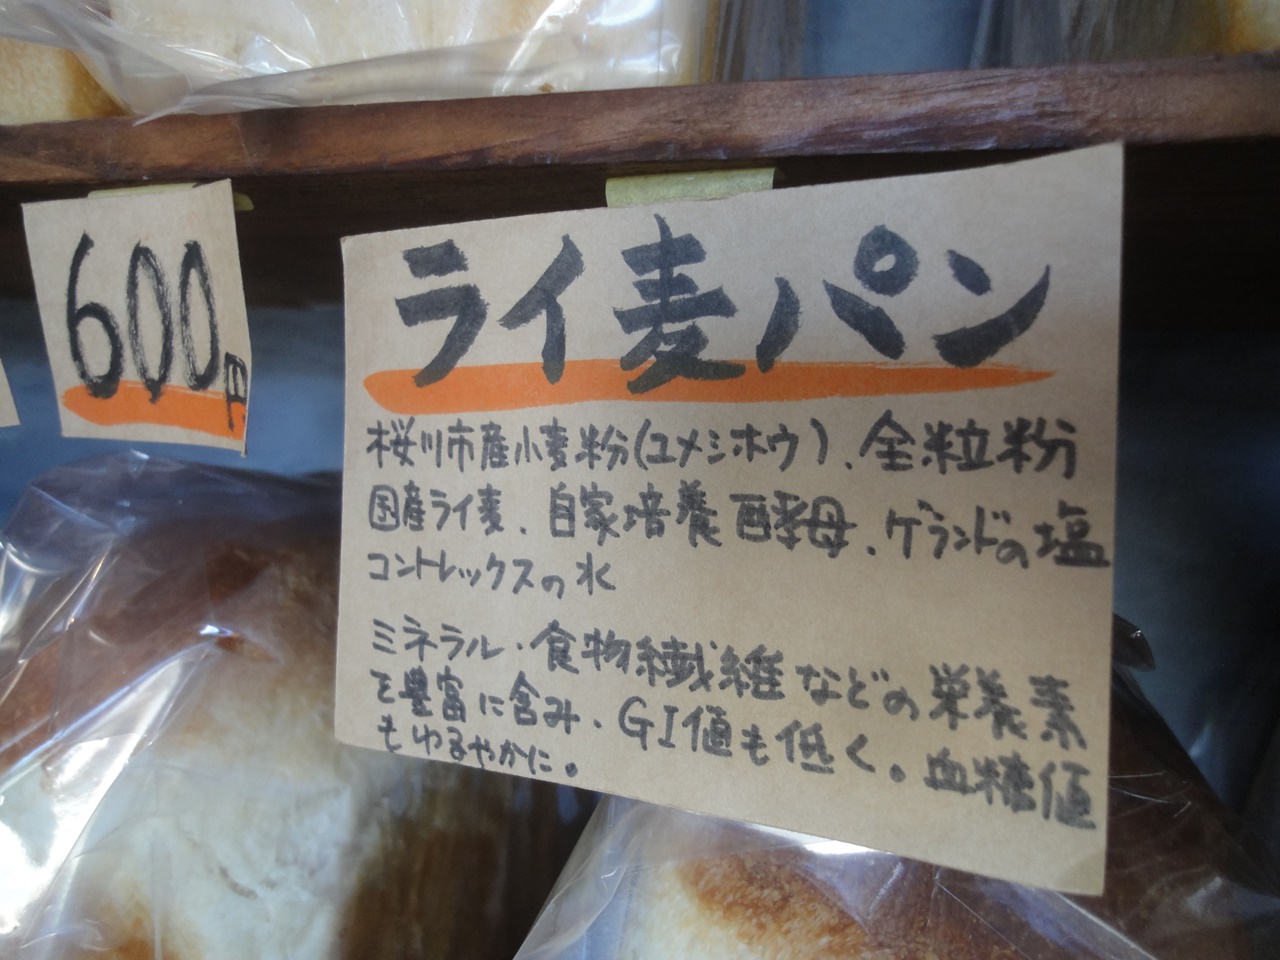 600円
ライ麦パン
桜川市産小麦粉(ユメシホウ)、全粒粉
国産ライ麦、自家培養酵母、ゲランドの塩
コントレックスの水
ミネラル・食物繊維などの栄養素
を豊富に含み、GI値も低く。血糖値
もゆるやかに。